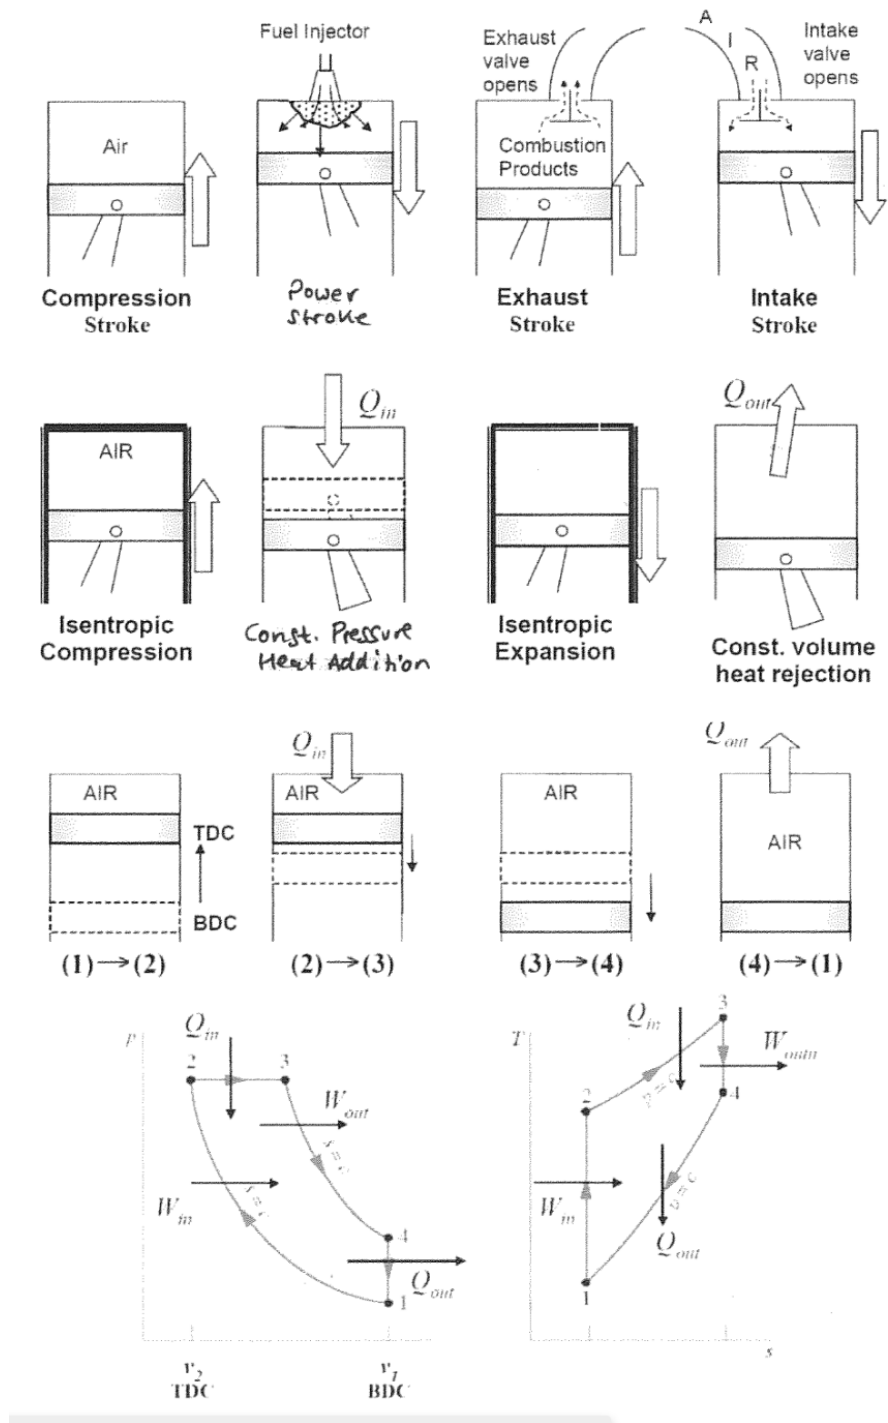 Fuel Injector
Exhaust
valve
opens
A
I
R
Intake
valve
opens
Air
Combustion
Products
Compression
Stroke
Power
stroke
Exhaust
Stroke
Intake
Stroke
Q_in
Q_out
AIR
Isentropic
Compression
Const. Pressure
Heat Addition
Isentropic
Expansion
Const. volume
heat rejection
Q_in
Q_out
AIR
AIR
AIR
AIR
TDC
BDC
(1)→(2)
(2)→(3)
(3)→(4)
(4)→(1)
P
Q_in
2
3
W_out
s = c
W_in
s = c
4
Q_out
1
v_2
TDC
v_1
BDC
T
Q_in
3
W_outn
2
p = c
4
W_in
v = c
Q_out
1
s